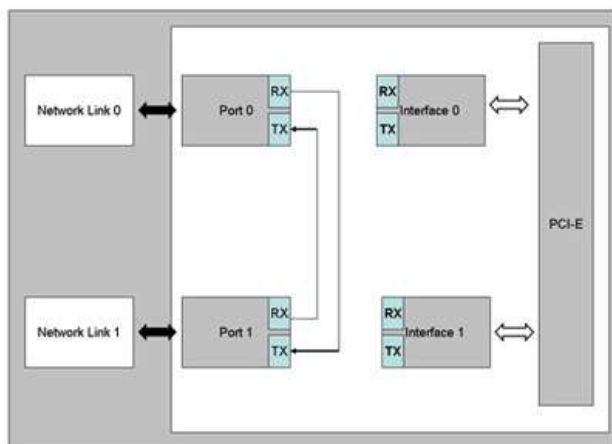 RX
RX
Network Link 0
Port 0
Interface 0
TX
TX
PCI-E
RX
RX
Network Link 1
Port 1
Interface 1
TX
TX